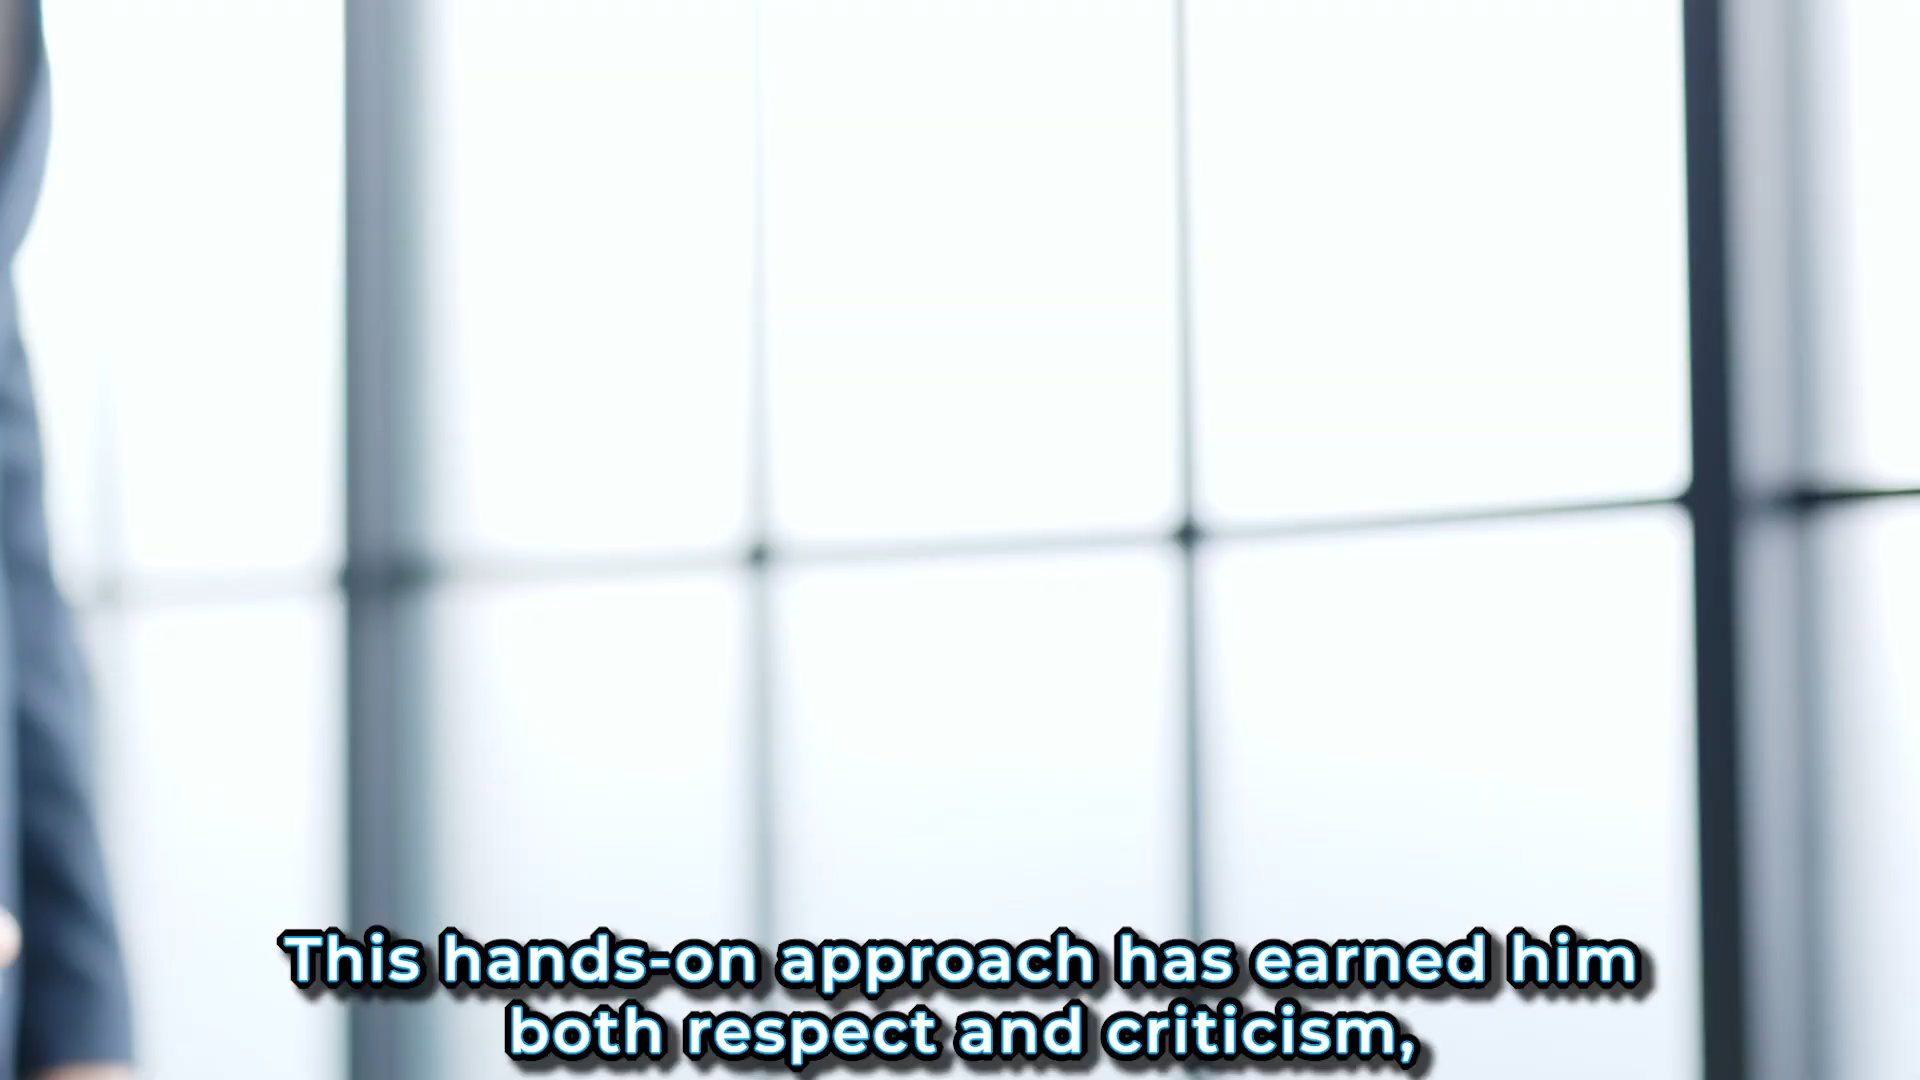 This hands-on approach has earned him
both respect and criticism,